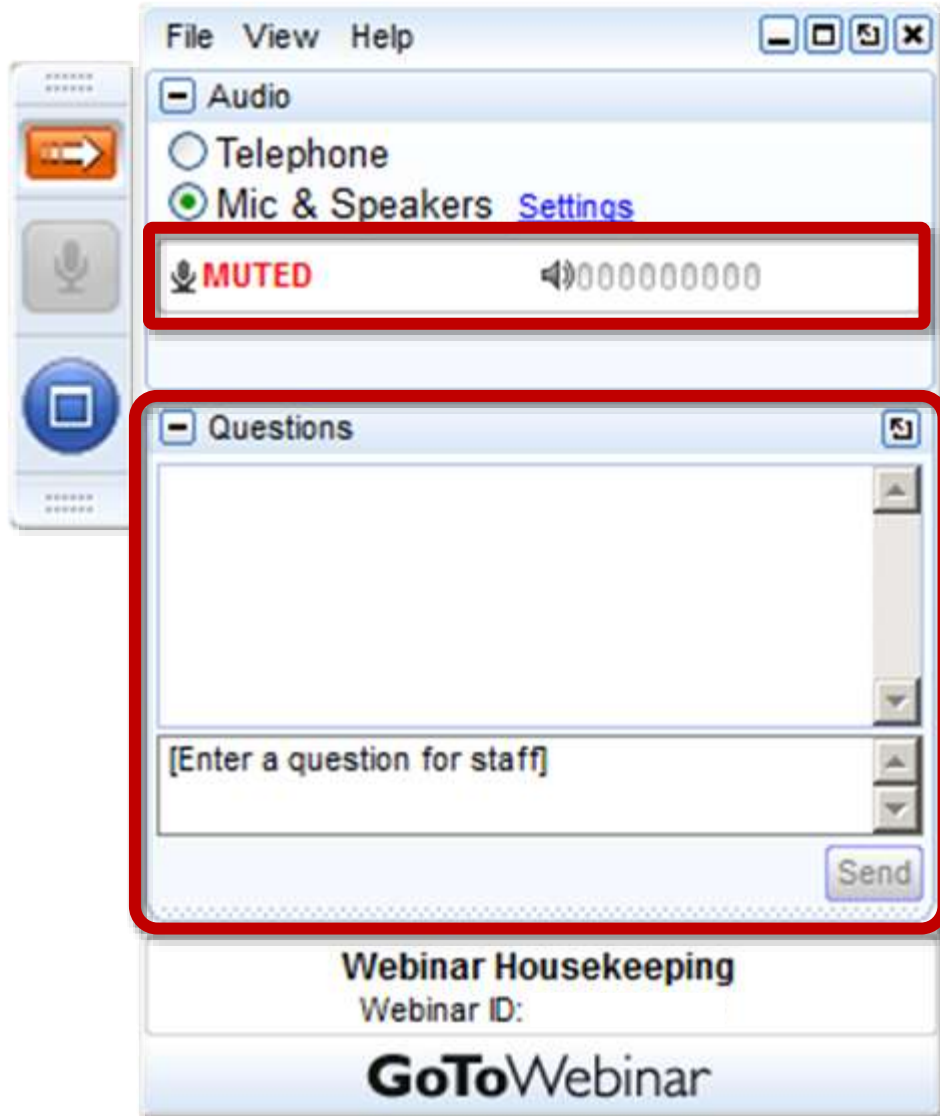 File View Help
Audio
Telephone
Mic & Speakers Settings
MUTED
Questions
[Enter a question for staff]
Send
Webinar Housekeeping
Webinar ID:
GoToWebinar